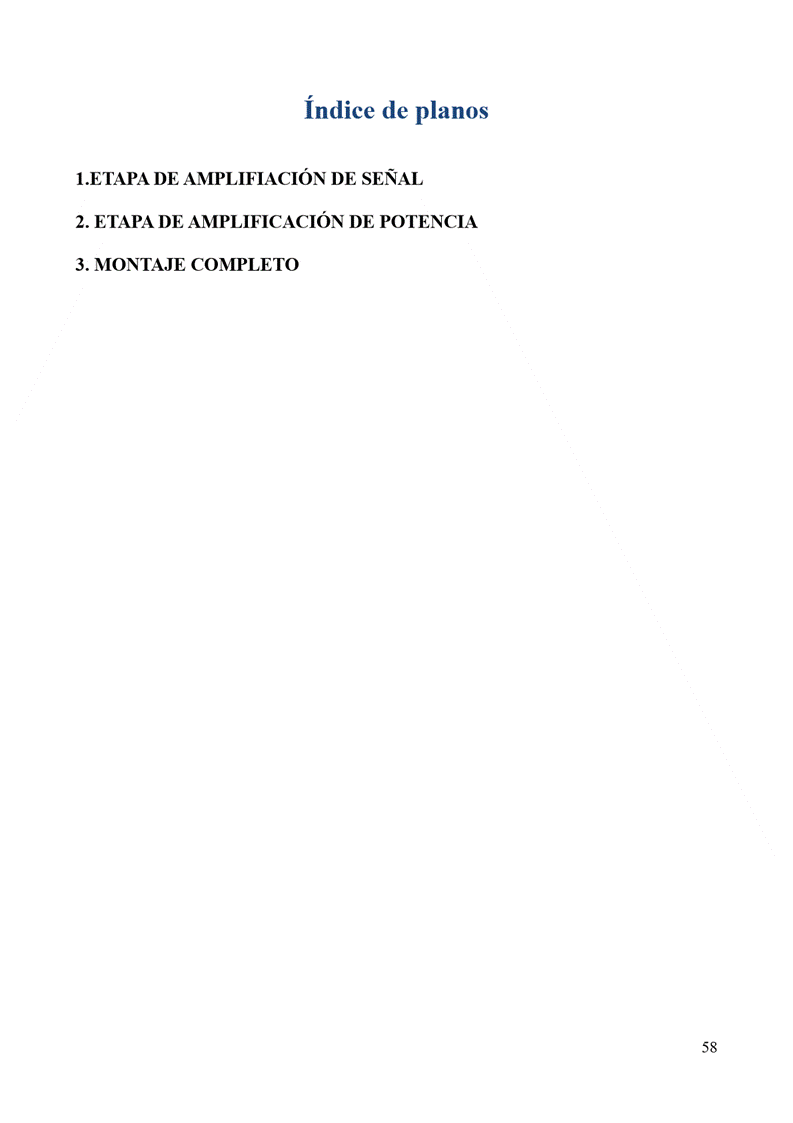 Índice de planos
1.ETAPA DE AMPLIFIACIÓN DE SEÑAL
2. ETAPA DE AMPLIFICACIÓN DE POTENCIA
3. MONTAJE COMPLETO
58